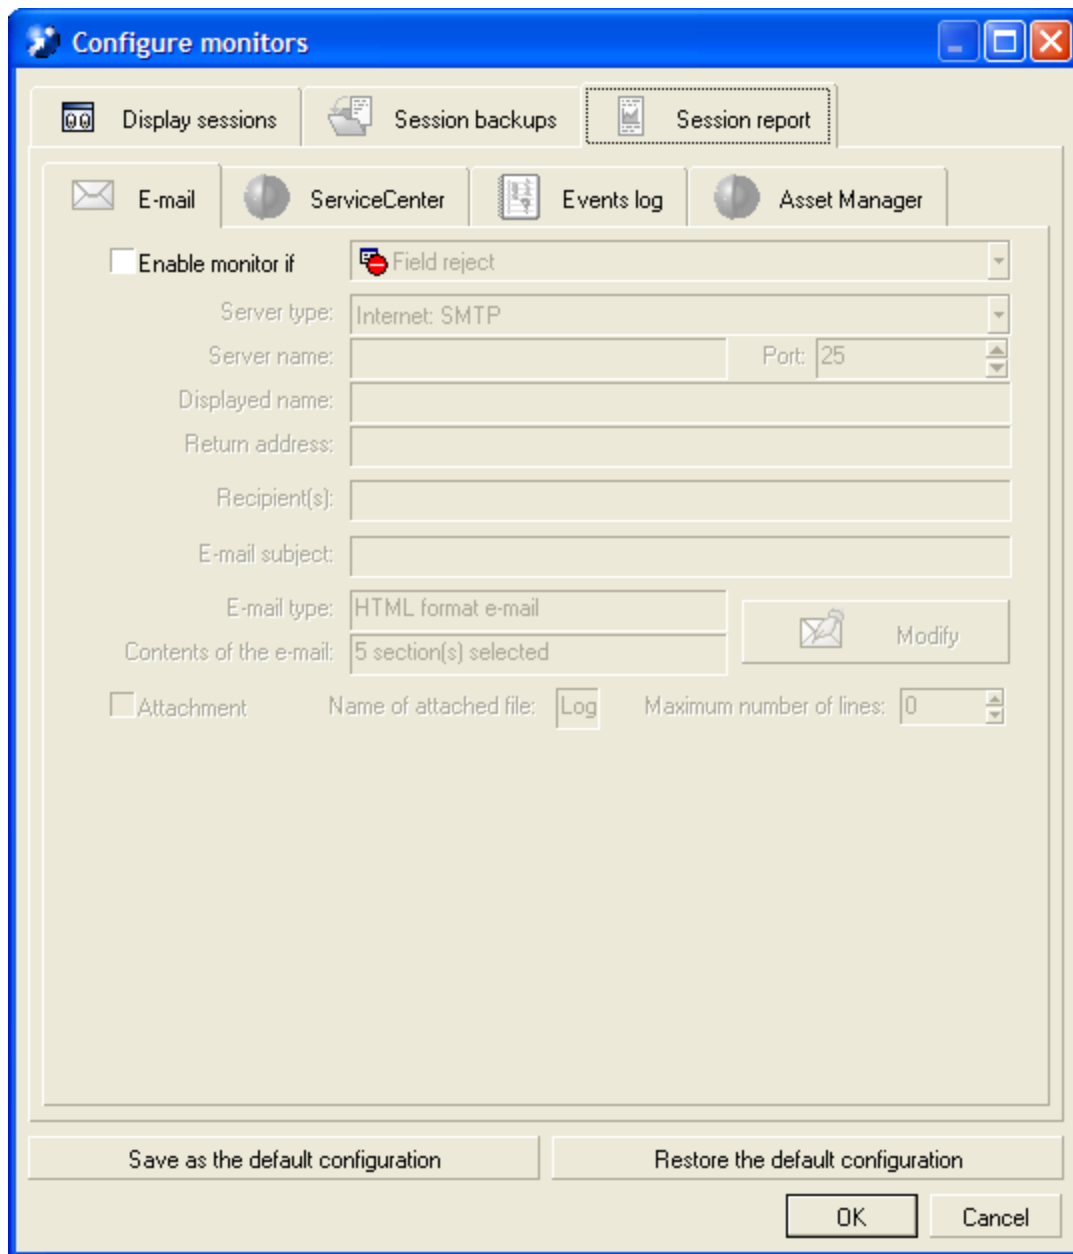 Configure monitors
Display sessions Session backups Session report
E-mail ServiceCenter Events log Asset Manager
Enable monitor if Field reject
Server type: Internet: SMTP
Server name: Port: 25
Displayed name:
Return address:
Recipient(s):
E-mail subject:
E-mail type: HTML format e-mail
Modify
Contents of the e-mail: 5 section(s) selected
Attachment Name of attached file: Log Maximum number of lines: 0
Save as the default configuration Restore the default configuration
OK Cancel